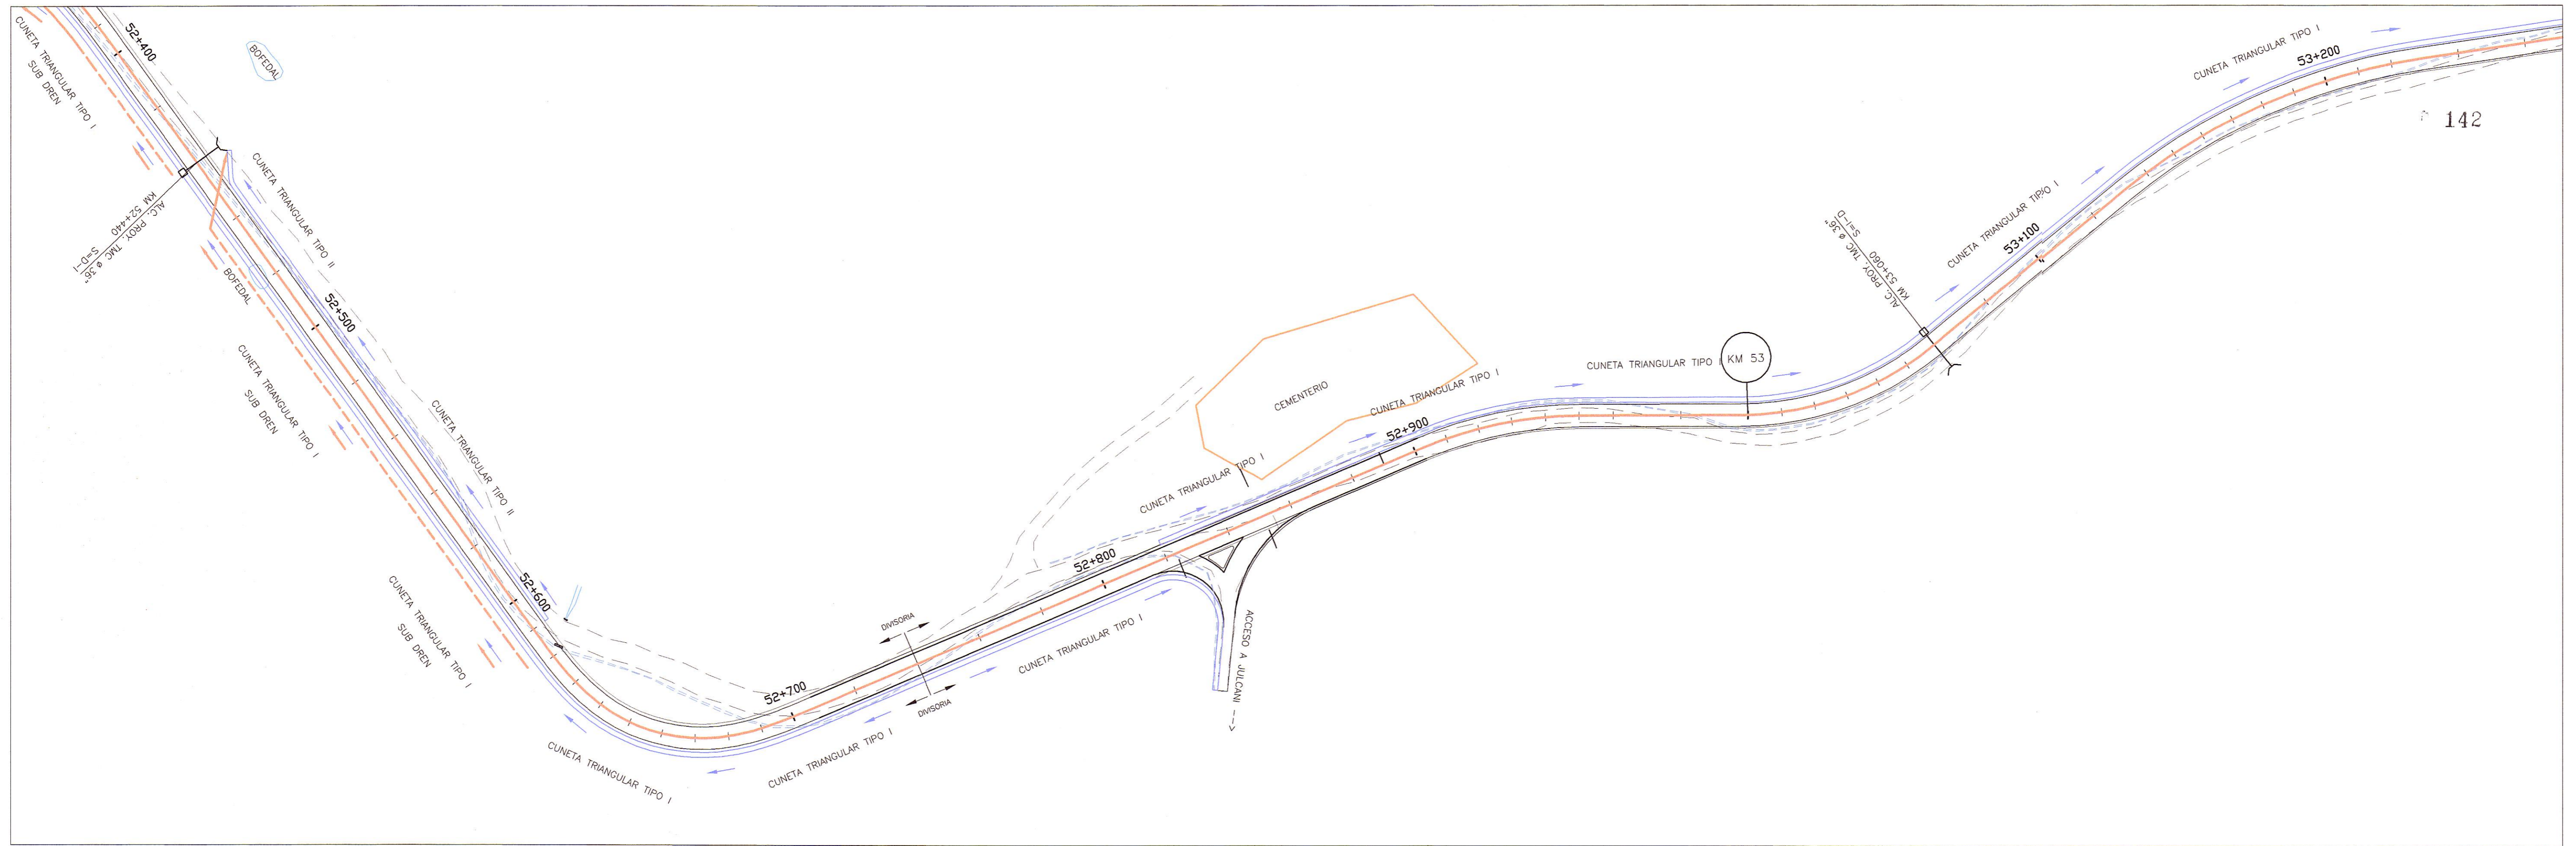 52+400
BOFEDAL
CUNETA TRIANGULAR TIPO I
SUB DREN
CUNETA TRIANGULAR TIPO II
ALC. PROY. TMC ø 36"
KM 52+440
S=D-I
BOFEDAL
52+500
CUNETA TRIANGULAR TIPO I
SUB DREN
CUNETA TRIANGULAR TIPO II
52+600
CUNETA TRIANGULAR TIPO I
SUB DREN
CUNETA TRIANGULAR TIPO I
52+700
CUNETA TRIANGULAR TIPO I
DIVISORIA
DIVISORIA
52+800
CUNETA TRIANGULAR TIPO I
CUNETA TRIANGULAR TIPO I
ACCESO A JULCANI --->
CEMENTERIO
CUNETA TRIANGULAR TIPO I
52+900
CUNETA TRIANGULAR TIPO I
KM 53
ALC. PROY. TMC ø 36"
KM 53+060
S=I-D
CUNETA TRIANGULAR TIPO I
53+100
CUNETA TRIANGULAR TIPO I
53+200
142